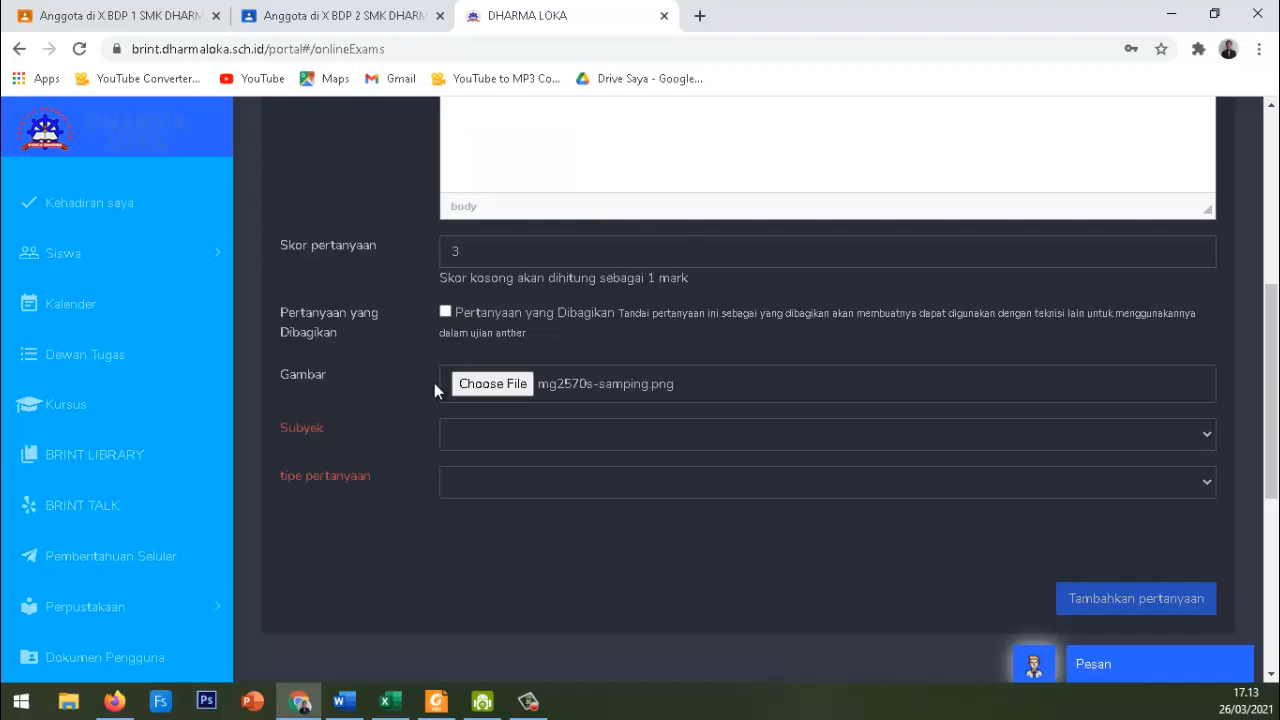 Anggota di X BDP 1 SMK DHARM
Anggota di X BDP 2 SMK DHARM
DHARMA LOKA
brint.dharmaloka.sch.id/portal#/onlineExams
Apps
YouTube Converter...
YouTube
Maps
Gmail
YouTube to MP3 Co...
Drive Saya - Google...
PANCA DHARMA
Kehadiran saya
Siswa
Kalender
Dewan Tugas
Kursus
BRINT LIBRARY
BRINT TALK
Pemberitahuan Seluler
Perpustakaan
Dokumen Pengguna
body
Skor pertanyaan
3
Skor kosong akan dihitung sebagai 1 mark
Pertanyaan yang
Dibagikan
Pertanyaan yang Dibagikan Tandai pertanyaan ini sebagai yang dibagikan akan membuatnya dapat digunakan dengan teknisi lain untuk menggunakannya
dalam ujian anther
Gambar
Choose File mg2570s-samping.png
Subyek
tipe pertanyaan
Tambahkan pertanyaan
Pesan
Fs
Ps
17.13
26/03/2021